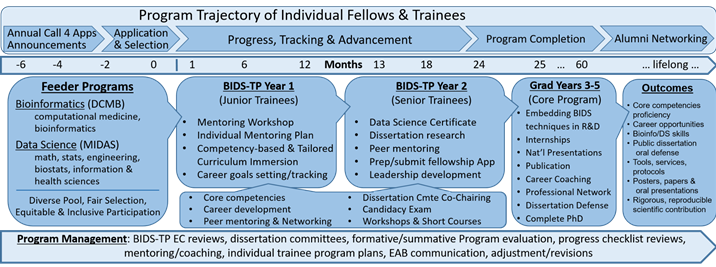 Program Trajectory of Individual Fellows & Trainees
Annual Call 4 Apps
Announcements
Application
& Selection
Progress, Tracking & Advancement
Program Completion
Alumni Networking
-6 -4 -2 0 1 6 12 Months 13 18 24 25 ... 60 ... lifelong ...
Feeder Programs
Bioinformatics (DCMB)
computational medicine,
bioinformatics
Data Science (MIDAS)
math, stats, engineering,
biostats, information &
health sciences
Diverse Pool, Fair Selection,
Equitable & Inclusive Participation
BIDS-TP Year 1
(Junior Trainees)
• Mentoring Workshop
• Individual Mentoring Plan
• Competency-based & Tailored
Curriculum Immersion
• Career goals setting/tracking
BIDS-TP Year 2
(Senior Trainees)
• Data Science Certificate
• Dissertation research
• Peer mentoring
• Prep/submit fellowship App
• Leadership development
• Core competencies
• Career development
• Peer mentoring & Networking
• Dissertation Cmte Co-Chairing
• Candidacy Exam
• Workshops & Short Courses
Grad Years 3-5
(Core Program)
• Embedding BIDS
techniques in R&D
• Internships
• Nat'l Presentations
• Publication
• Career Coaching
• Professional Network
• Dissertation Defense
• Complete PhD
Outcomes
• Core competencies
proficiency
• Career opportunities
• Bioinfo/DS skills
• Public dissertation
oral defense
• Tools, services,
protocols
• Posters, papers &
oral presentations
• Rigorous, reproducible
scientific contribution
Program Management: BIDS-TP EC reviews, dissertation committees, formative/summative Program evaluation, progress checklist reviews,
mentoring/coaching, individual trainee program plans, EAB communication, adjustment/revisions